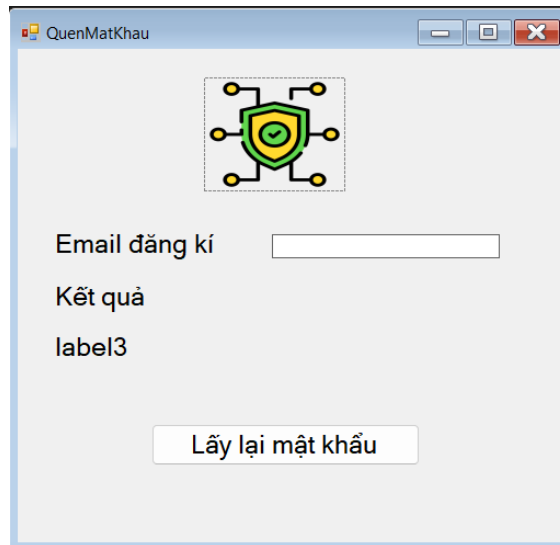 QuenMatKhau
Email đăng kí
Kết quả
label3
Lấy lại mật khẩu